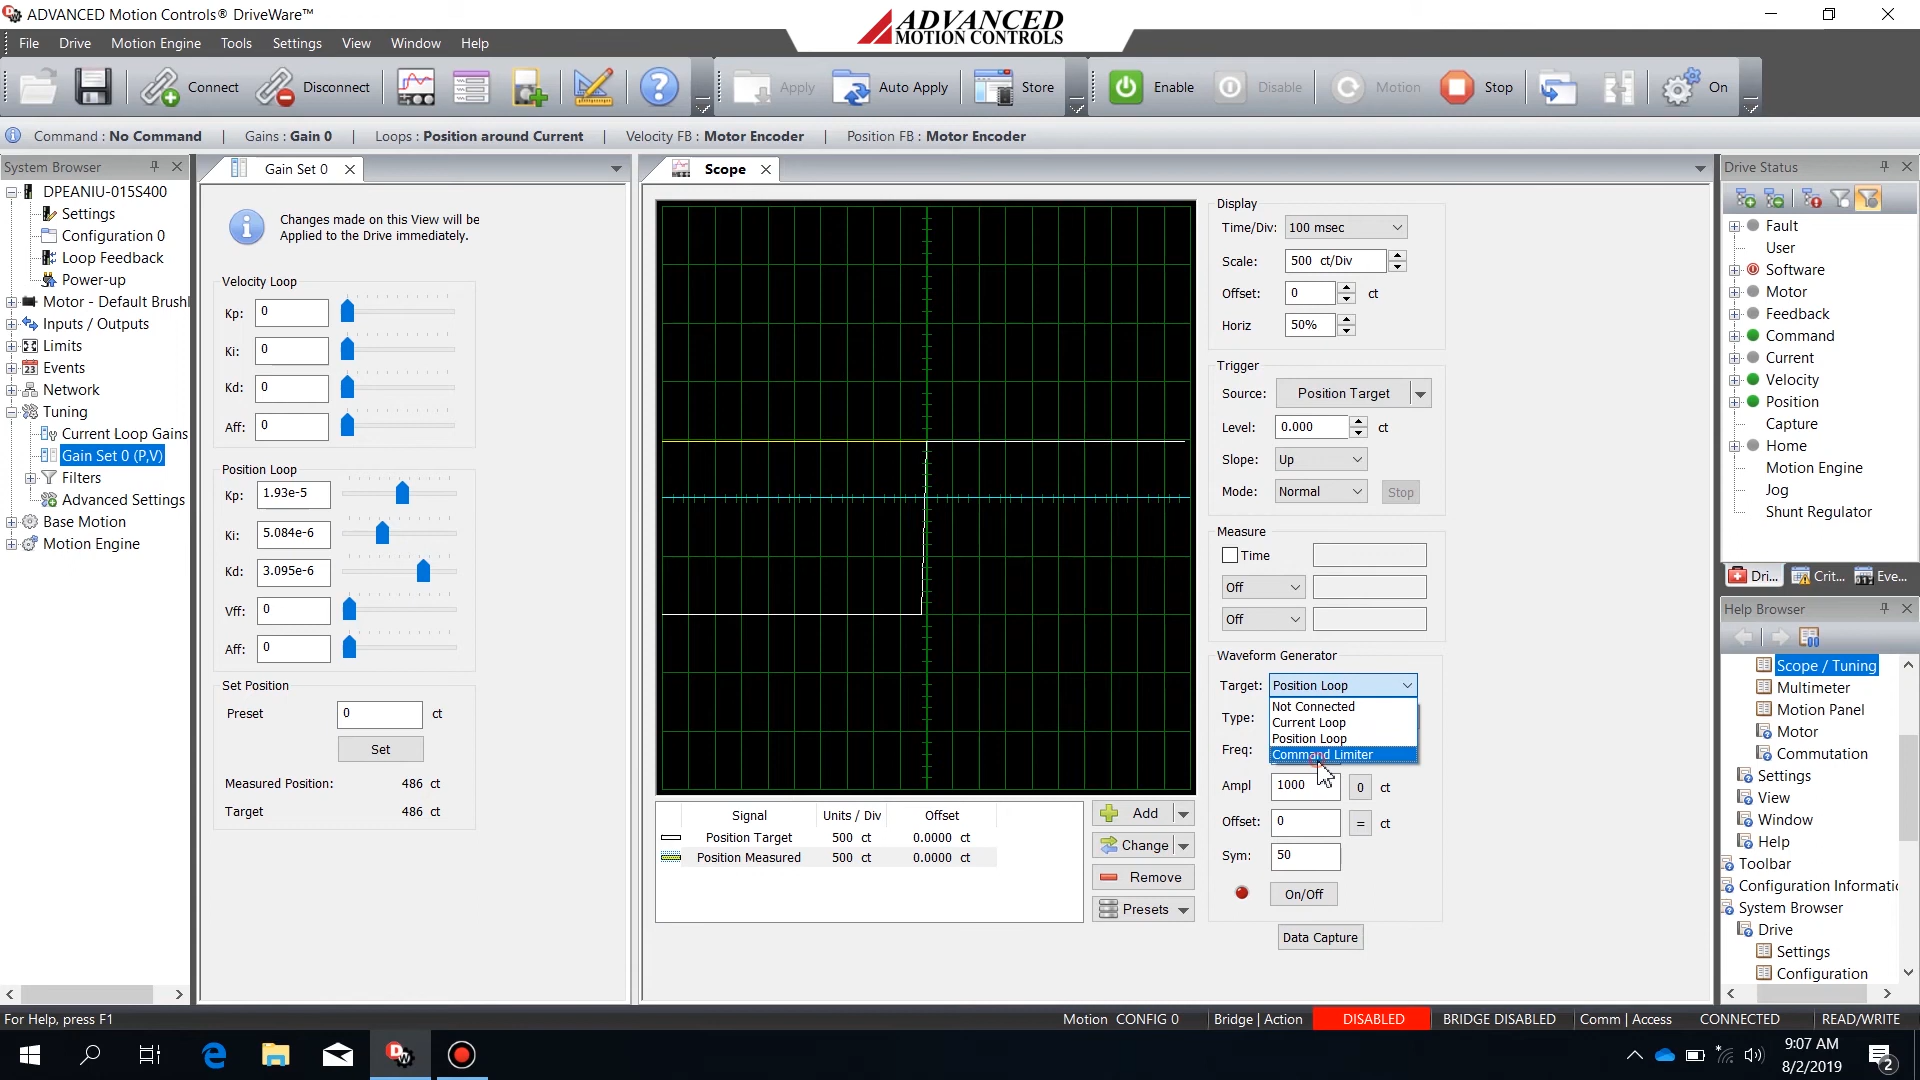 ADVANCED Motion Controls® DriveWare™
ADVANCED
MOTION CONTROLS
File Drive Motion Engine Tools Settings View Window Help
Connect Disconnect Apply Auto Apply Store Enable Disable Motion Stop On
Command : No Command | Gains : Gain 0 | Loops : Position around Current | Velocity FB : Motor Encoder | Position FB : Motor Encoder
System Browser
DPEANIU-015S400
Settings
Configuration 0
Loop Feedback
Power-up
Motor - Default Brushl
Inputs / Outputs
Limits
Events
Network
Tuning
Current Loop Gains
Gain Set 0 (P,V)
Filters
Advanced Settings
Base Motion
Motion Engine
Gain Set 0
Changes made on this View will be
Applied to the Drive immediately.
Velocity Loop
Kp: 0
Ki: 0
Kd: 0
Aff: 0
Position Loop
Kp: 1.93e-5
Ki: 5.084e-6
Kd: 3.095e-6
Vff: 0
Aff: 0
Set Position
Preset 0 ct
Set
Measured Position: 486 ct
Target 486 ct
Scope
Signal Units / Div Offset
Position Target 500 ct 0.0000 ct
Position Measured 500 ct 0.0000 ct
Add
Change
Remove
Presets
Display
Time/Div: 100 msec
Scale: 500 ct/Div
Offset: 0 ct
Horiz 50%
Trigger
Source: Position Target
Level: 0.000 ct
Slope: Up
Mode: Normal Stop
Measure
Time
Off
Off
Waveform Generator
Target: Position Loop
Not Connected
Current Loop
Position Loop
Command Limiter
Type:
Freq:
Ampl 1000 0 ct
Offset: 0 = ct
Sym: 50
On/Off
Data Capture
Drive Status
Fault
User
Software
Motor
Feedback
Command
Current
Velocity
Position
Capture
Home
Motion Engine
Jog
Shunt Regulator
Dri... Crit... Eve...
Help Browser
Scope / Tuning
Multimeter
Motion Panel
Motor
Commutation
Settings
View
Window
Help
Toolbar
Configuration Informatic
System Browser
Drive
Settings
Configuration
For Help, press F1 Motion CONFIG 0 Bridge | Action DISABLED BRIDGE DISABLED Comm | Access CONNECTED READ/WRITE
9:07 AM
8/2/2019
2